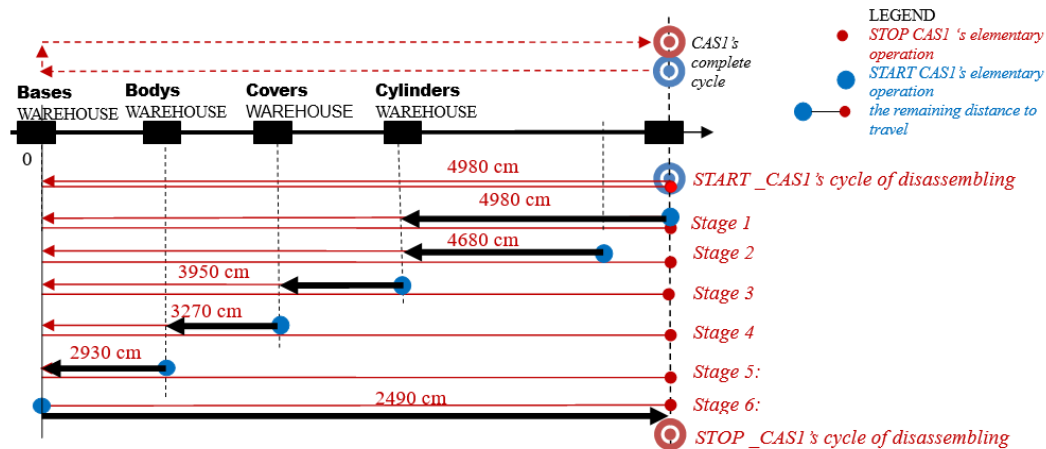 LEGEND
STOP CAS1 ‘s elementary
operation
START CAS1's elementary
operation
the remaining distance to
travel
CAS1's
complete
cycle
Bases
WAREHOUSE
Bodys
WAREHOUSE
Covers
WAREHOUSE
Cylinders
WAREHOUSE
0
4980 cm
START _CAS1's cycle of disassembling
4980 cm
Stage 1
4680 cm
Stage 2
3950 cm
Stage 3
3270 cm
Stage 4
2930 cm
Stage 5:
2490 cm
Stage 6:
STOP _CAS1's cycle of disassembling